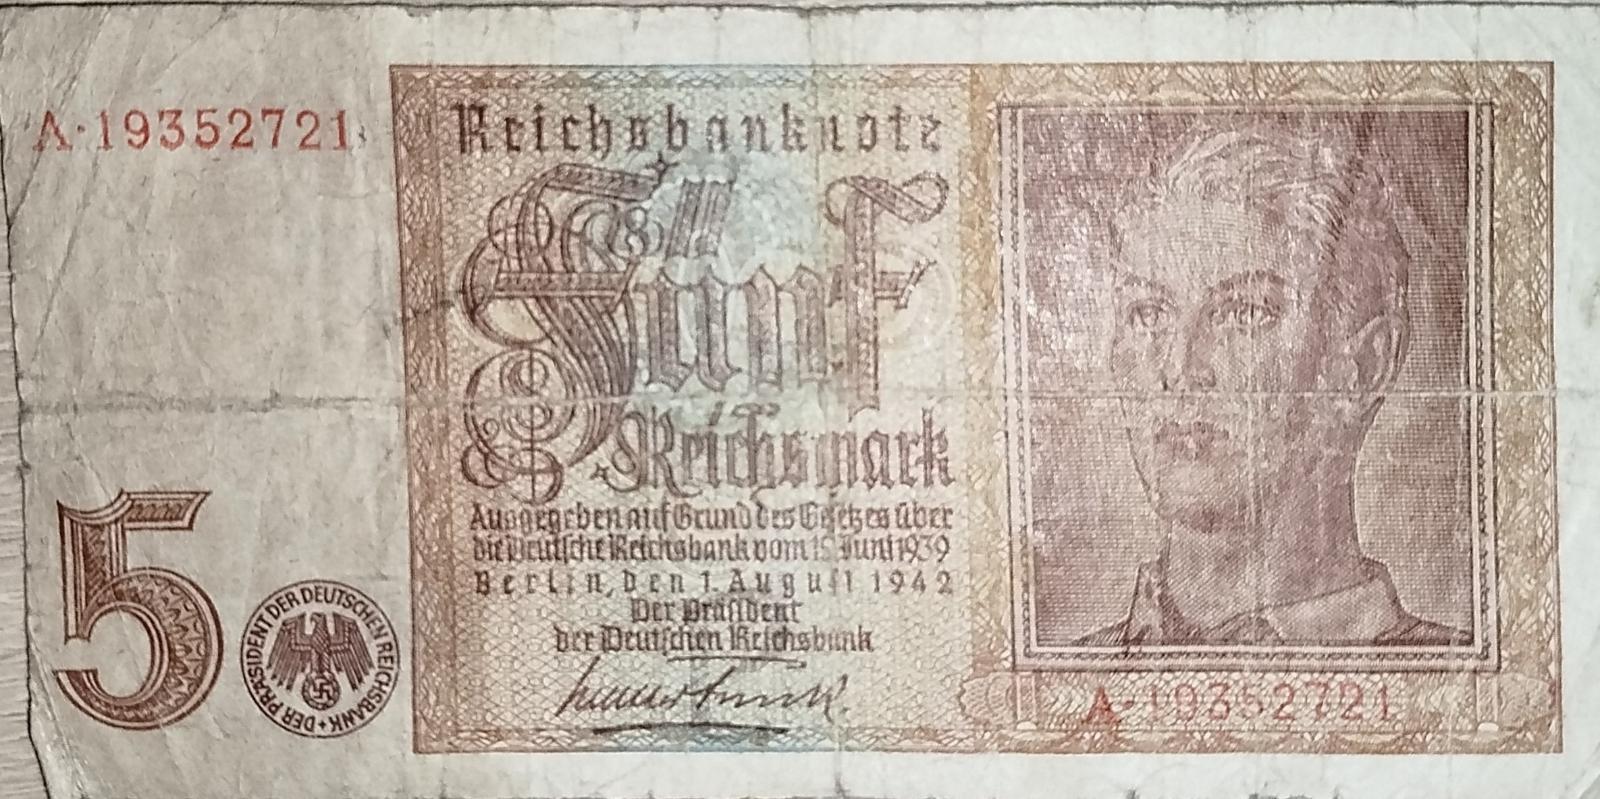 A·19352721
Reichsbanknote
Fünf
Reichsmark
Ausgegeben auf Grund des Gesetzes über
die Deutsche Reichsbank vom 15. Juni 1939
Berlin, den 1. August 1942
Der Präsident
der Deutschen Reichsbank
5
DER PRÄSIDENT DER DEUTSCHEN REICHSBANK
A·19352721